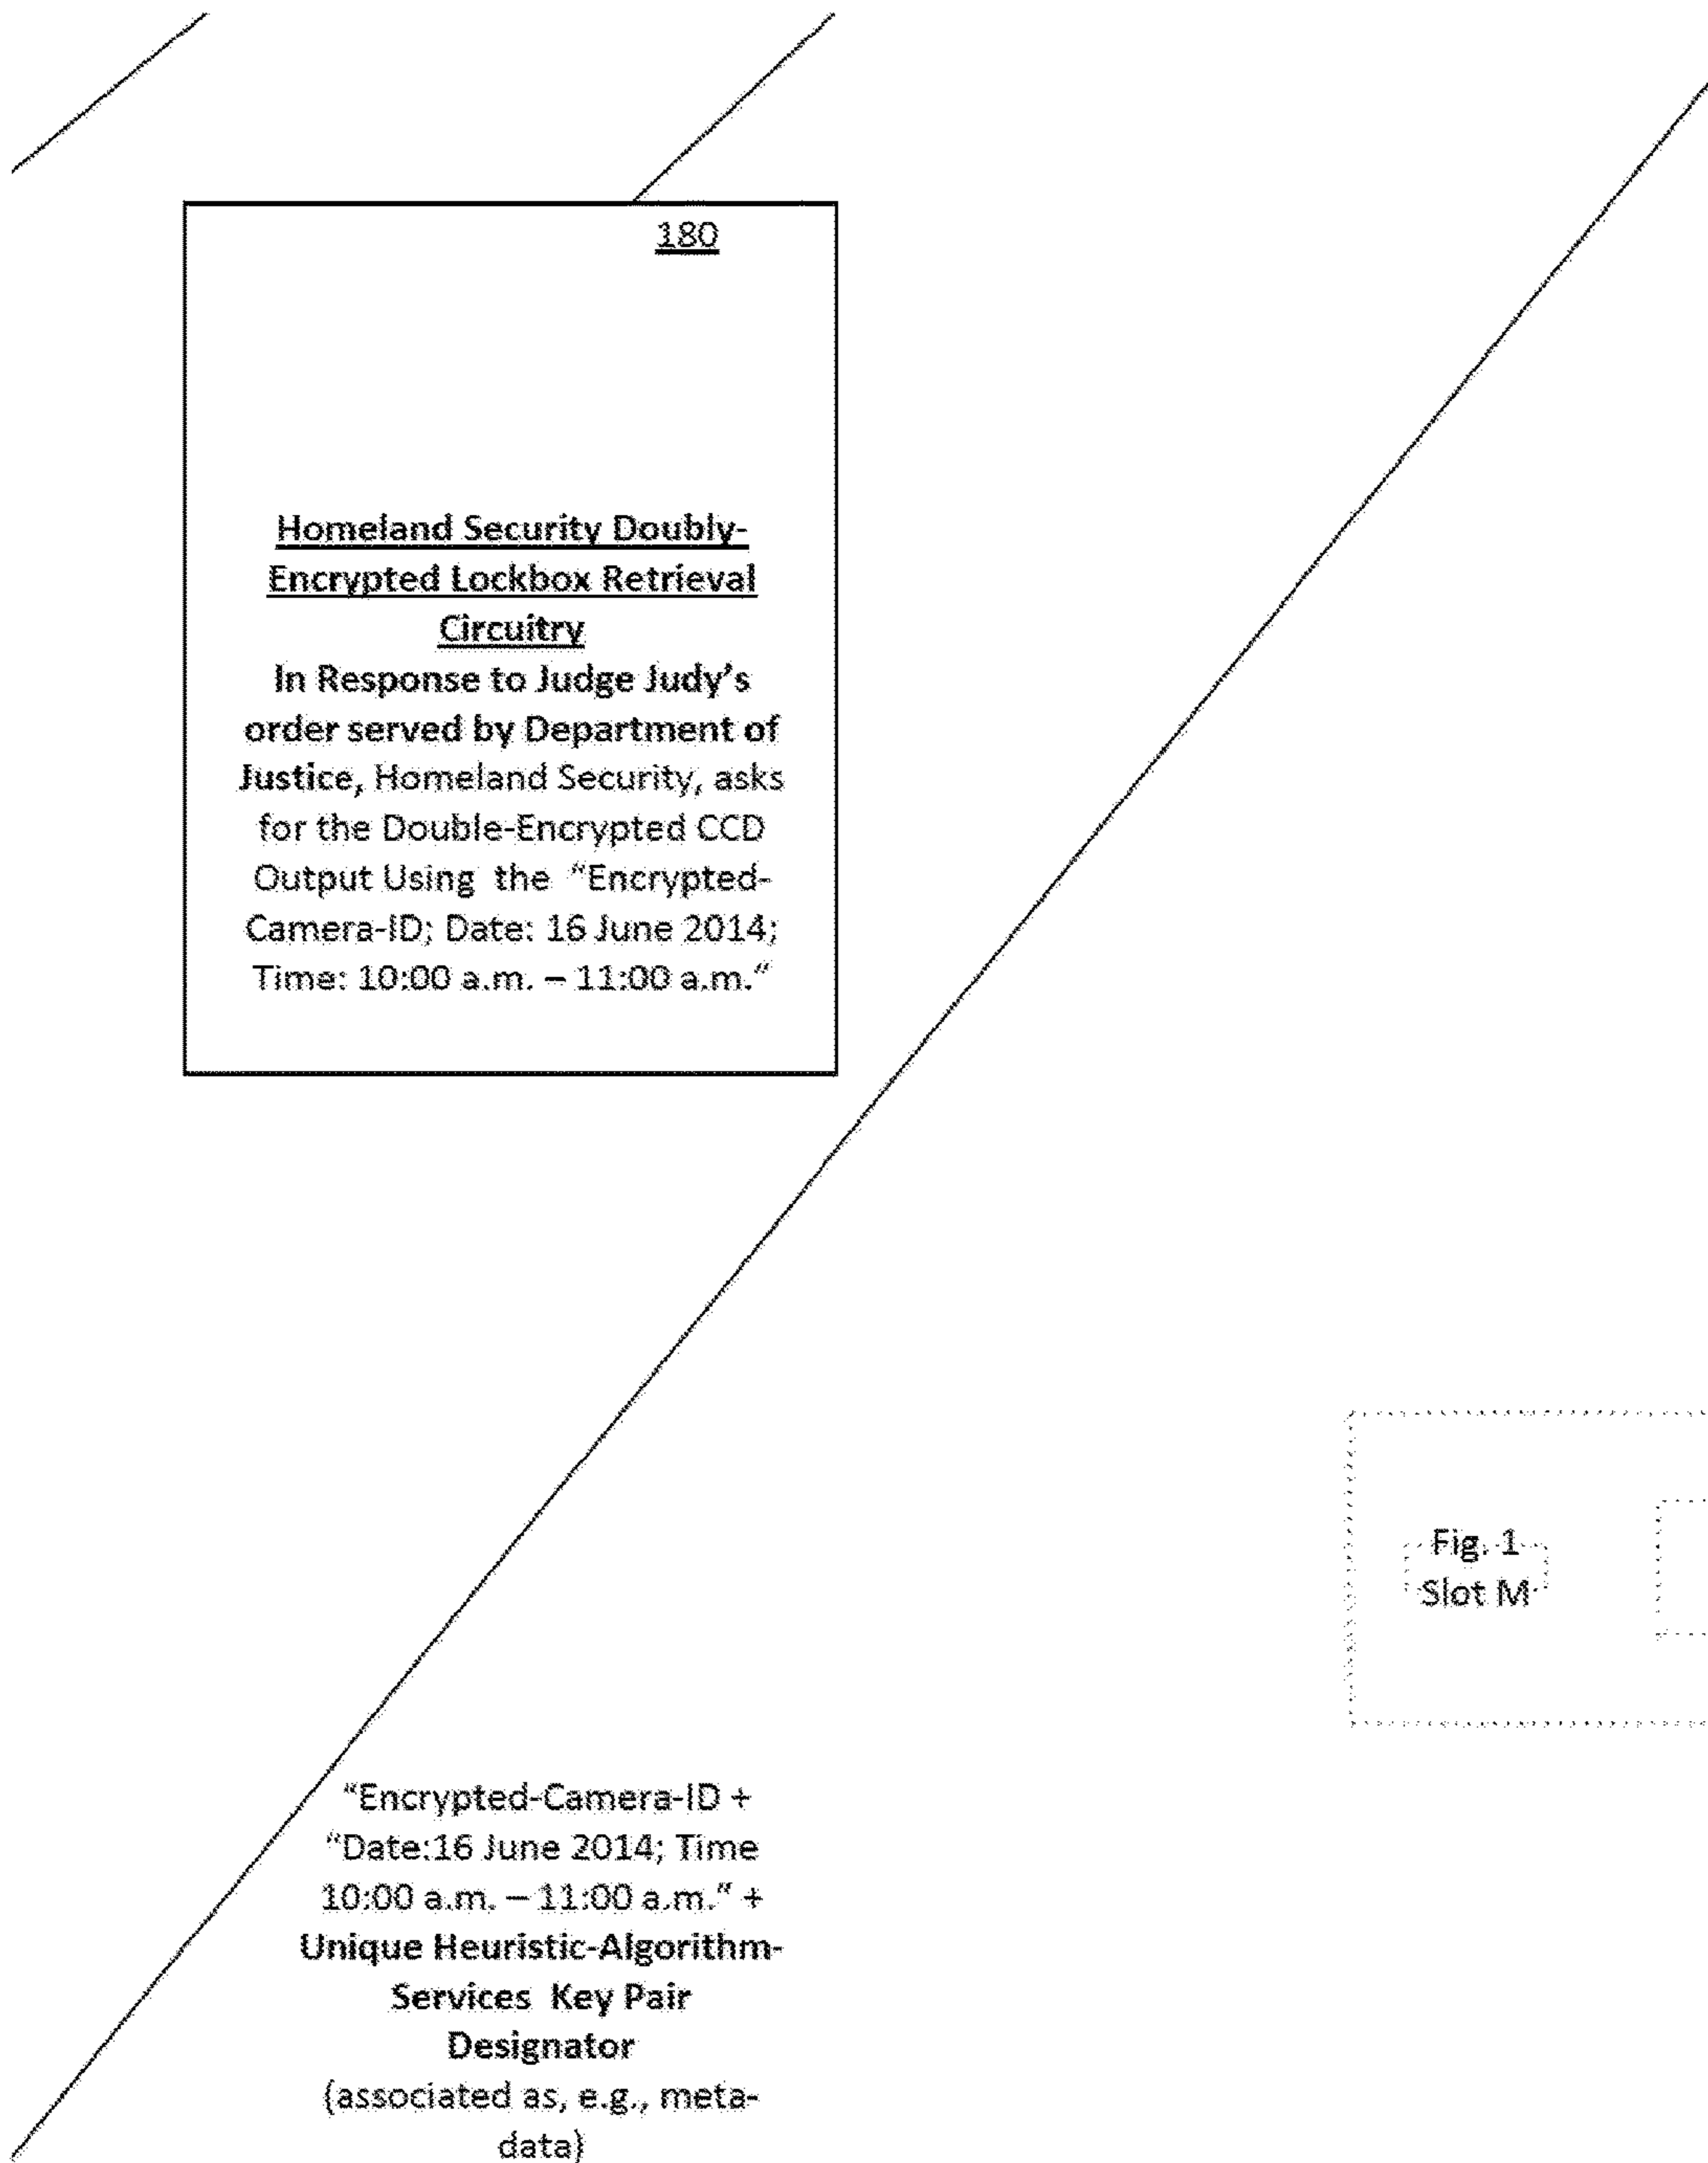 180
Homeland Security Doubly-
Encrypted Lockbox Retrieval
Circuitry
In Response to Judge Judy's
order served by Department of
Justice, Homeland Security, asks
for the Double-Encrypted CCD
Output Using the “Encrypted-
Camera-ID; Date: 16 June 2014;
Time: 10:00 a.m. – 11:00 a.m.“
Fig. 1
Slot M
“Encrypted-Camera-ID +
“Date:16 June 2014; Time
10:00 a.m. – 11:00 a.m.“ +
Unique Heuristic-Algorithm-
Services Key Pair
Designator
(associated as, e.g., meta-
data)